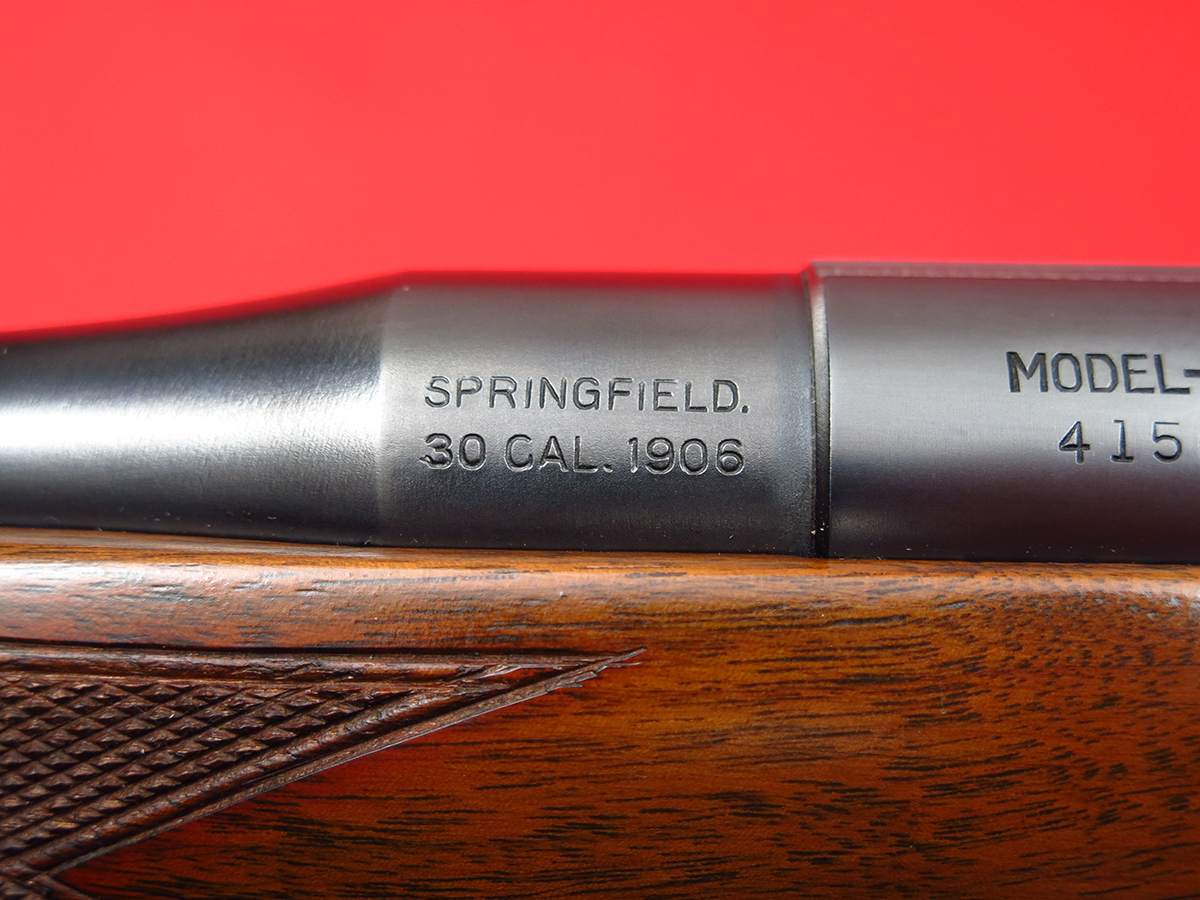 SPRINGFIELD.
30 CAL. 1906
MODEL-
415